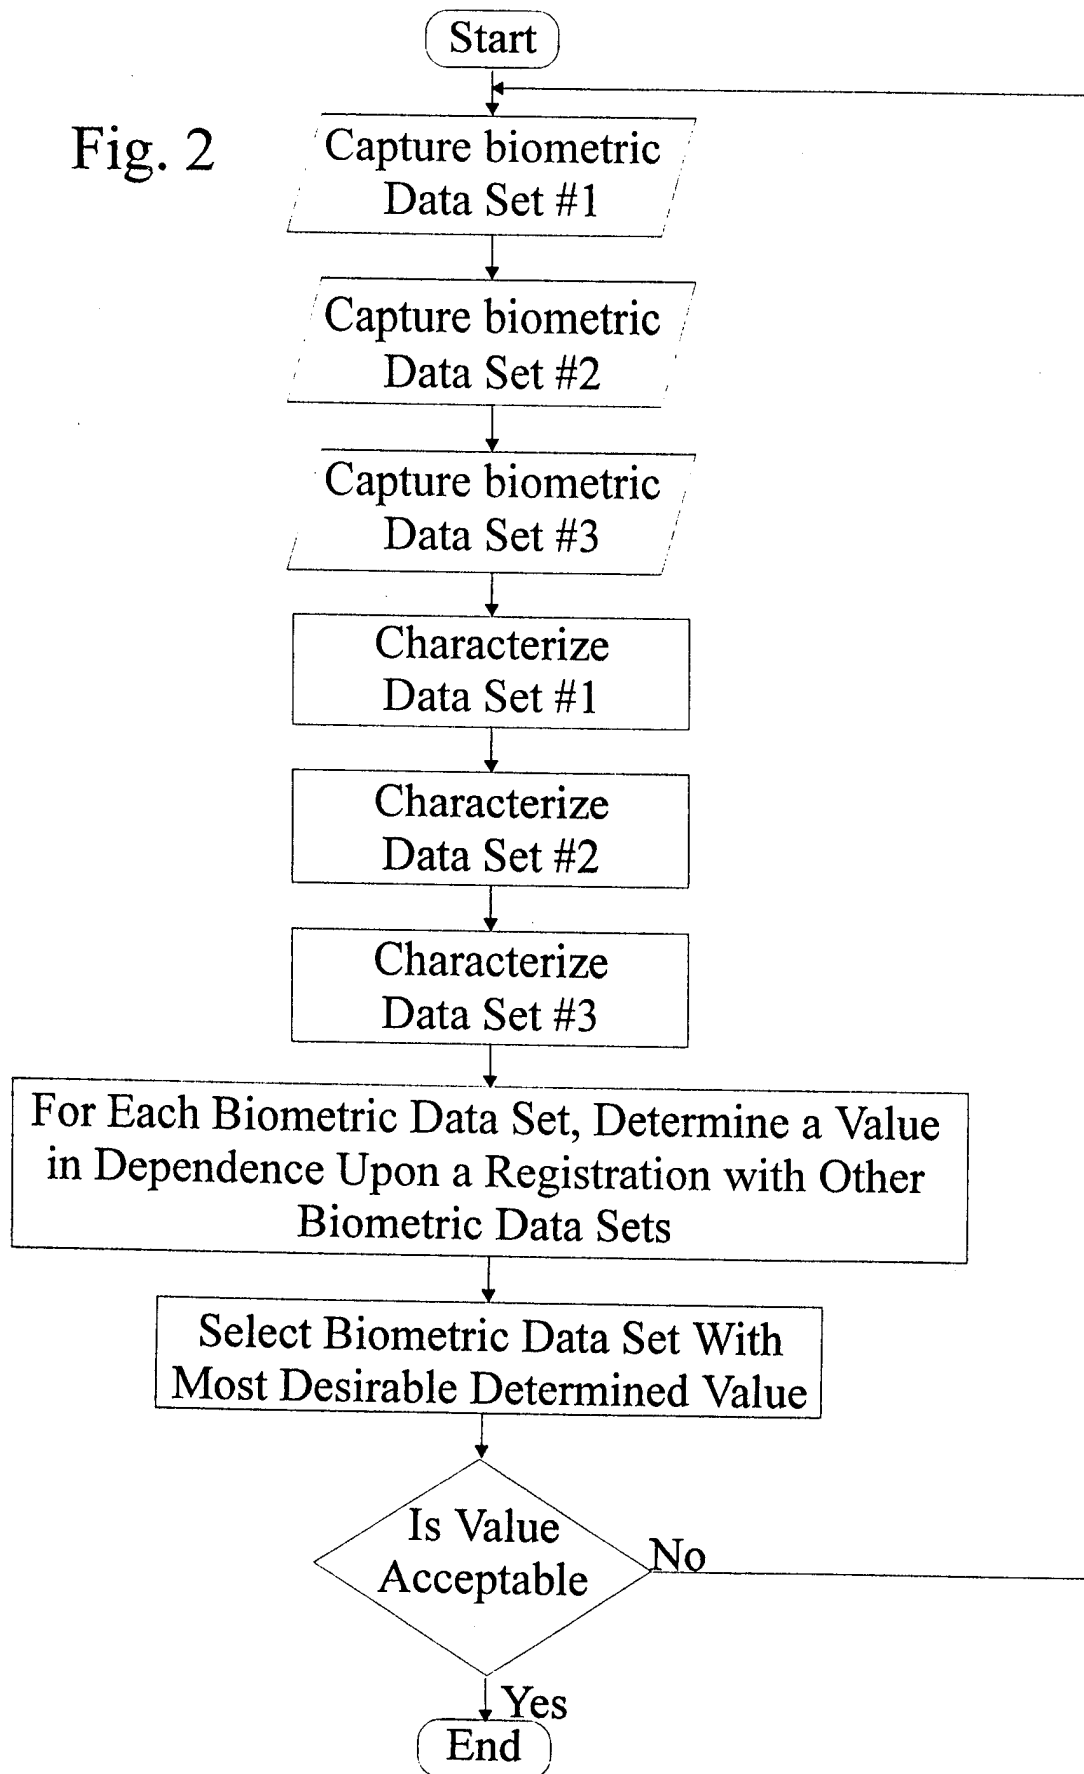 Start
Fig. 2
Capture biometric
Data Set #1
Capture biometric
Data Set #2
Capture biometric
Data Set #3
Characterize
Data Set #1
Characterize
Data Set #2
Characterize
Data Set #3
For Each Biometric Data Set, Determine a Value
in Dependence Upon a Registration with Other
Biometric Data Sets
Select Biometric Data Set With
Most Desirable Determined Value
Is Value
Acceptable
No
Yes
End